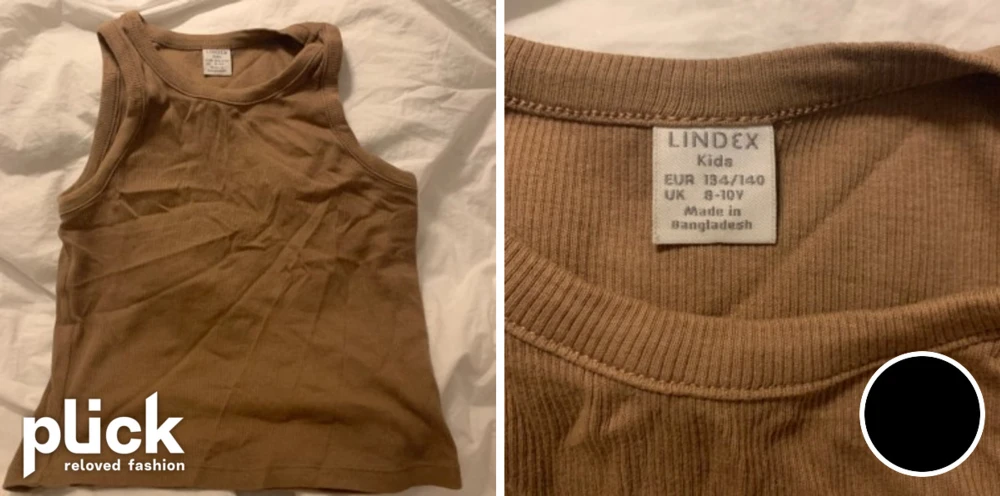 plick
reloved fashion
LINDEX
Kids
EUR 134/140
UK 8-10Y
Made in
Bangladesh